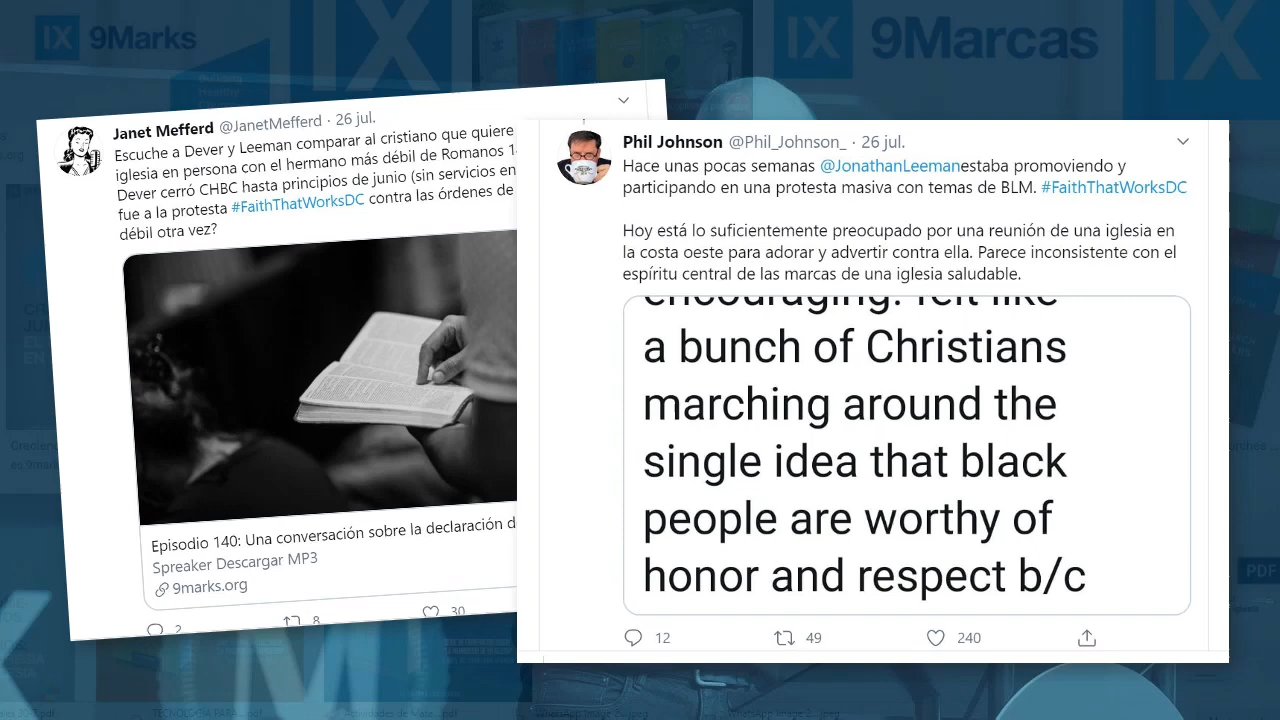 IX 9Marks
IX
IX 9Marcas
IX
Janet Mefferd @JanetMefferd · 26 jul.
Escuche a Dever y Leeman comparar al cristiano que quiere
iglesia en persona con el hermano más débil de Romanos 1
Dever cerró CHBC hasta principios de junio (sin servicios en
fue a la protesta #FaithThatWorksDC contra las órdenes de
débil otra vez?
Episodio 140: Una conversación sobre la declaración d
Spreaker Descargar MP3
9marks.org
2 8 30
Phil Johnson @Phil_Johnson_ · 26 jul.
Hace unas pocas semanas @JonathanLeemanestaba promoviendo y
participando en una protesta masiva con temas de BLM. #FaithThatWorksDC
Hoy está lo suficientemente preocupado por una reunión de una iglesia en
la costa oeste para adorar y advertir contra ella. Parece inconsistente con el
espíritu central de las marcas de una iglesia saludable.
encouraging. felt like
a bunch of Christians
marching around the
single idea that black
people are worthy of
honor and respect b/c
12 49 240
PDF